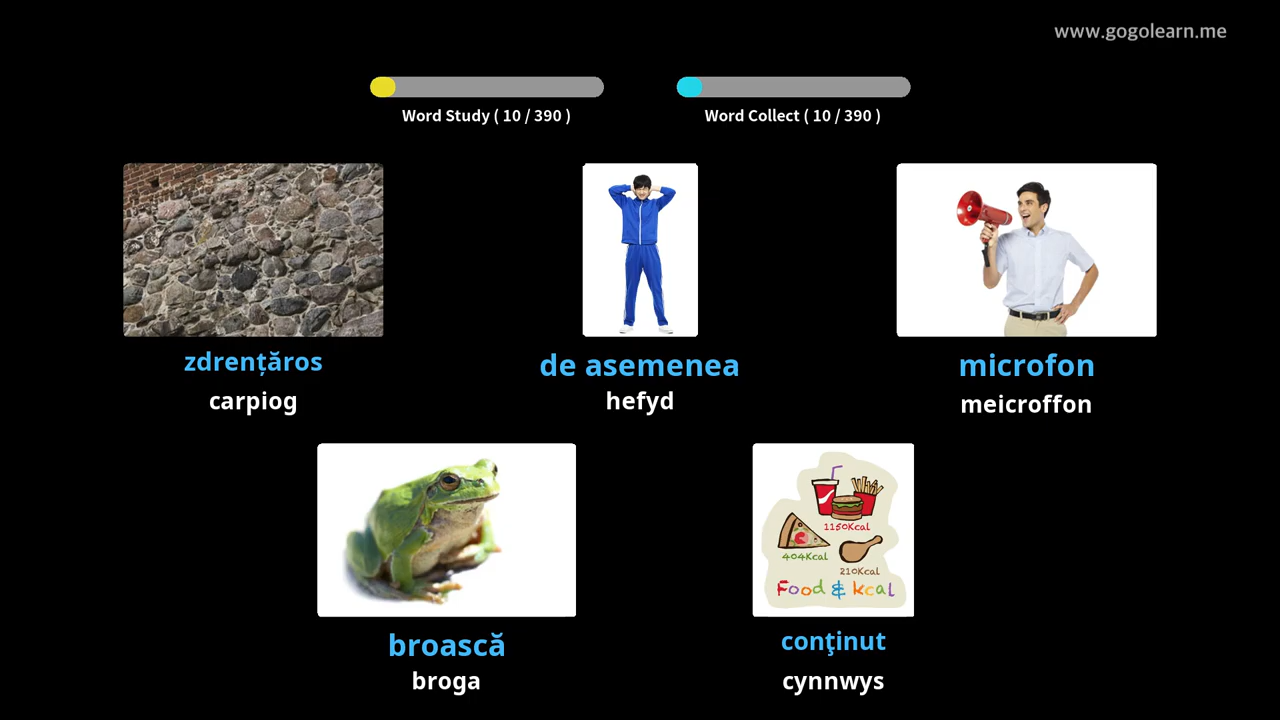 www.gogolearn.me
Word Study ( 10 / 390 )
Word Collect ( 10 / 390 )
zdrențăros
carpiog
de asemenea
hefyd
microfon
meicroffon
broască
broga
1150Kcal
404Kcal
210Kcal
Food & kcal
conţinut
cynnwys